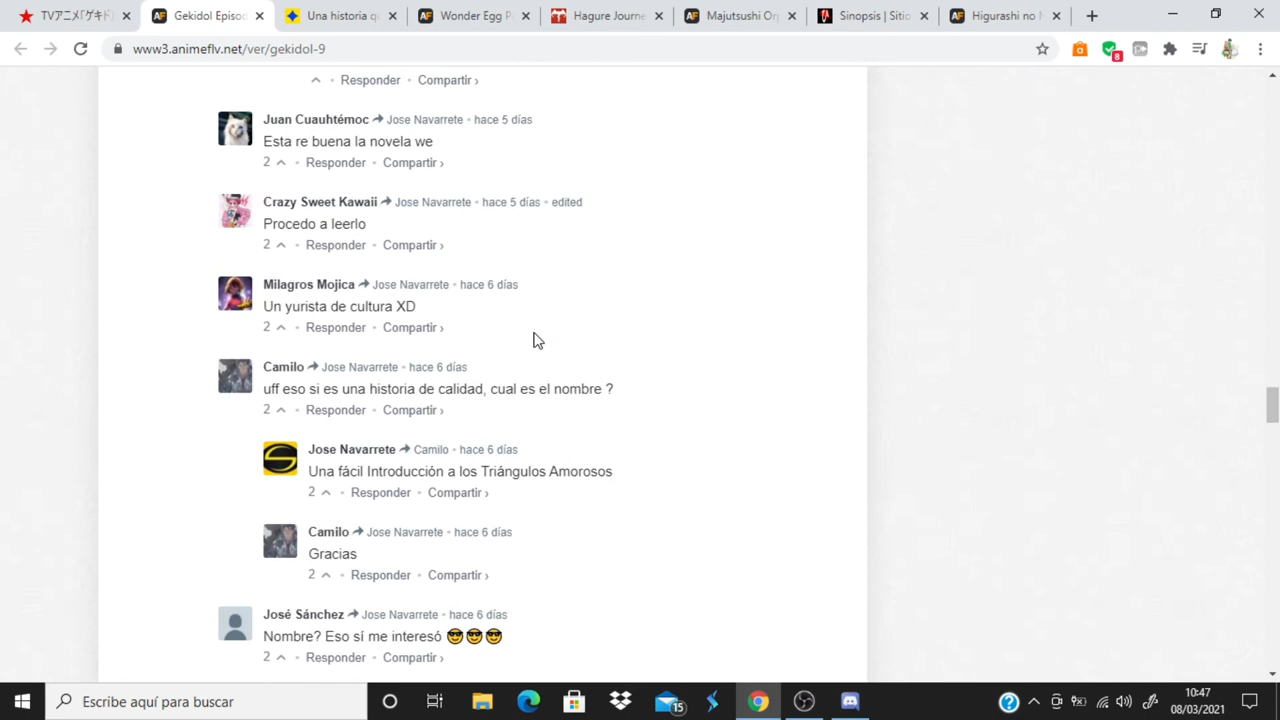 TVアニメ「ゲキド
Gekidol Episod
Una historia qu
Wonder Egg P
Hagure Journe
Majutsushi Orp
Sinopsis | Sitio
Higurashi no N
www3.animeflv.net/ver/gekidol-9
8
• Responder • Compartir ›
Juan Cuauhtémoc Jose Navarrete • hace 5 días
Esta re buena la novela we
2 • Responder Compartir ›
Crazy Sweet Kawaii Jose Navarrete • hace 5 días • edited
Procedo a leerlo
2 • Responder Compartir ›
Milagros Mojica Jose Navarrete • hace 6 días
Un yurista de cultura XD
2 • Responder Compartir ›
Camilo Jose Navarrete • hace 6 días
uff eso si es una historia de calidad, cual es el nombre ?
2 • Responder • Compartir ›
Jose Navarrete Camilo • hace 6 días
Una fácil Introducción a los Triángulos Amorosos
2 • Responder • Compartir ›
Camilo Jose Navarrete • hace 6 días
Gracias
2 • Responder • Compartir ›
José Sánchez Jose Navarrete • hace 6 días
Nombre? Eso sí me interesó 😎😎😎
2 • Responder • Compartir ›
Escribe aquí para buscar
15
10:47
08/03/2021